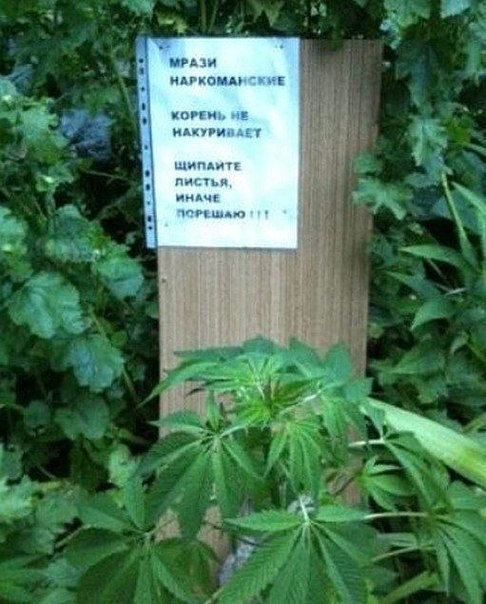 МРАЗИ
НАРКОМАНСКИЕ
КОРЕНЬ НЕ
НАКУРИВАЕТ
ЩИПАЙТЕ
ЛИСТЬЯ,
ИНАЧЕ
ПОРЕШАЮ !!!